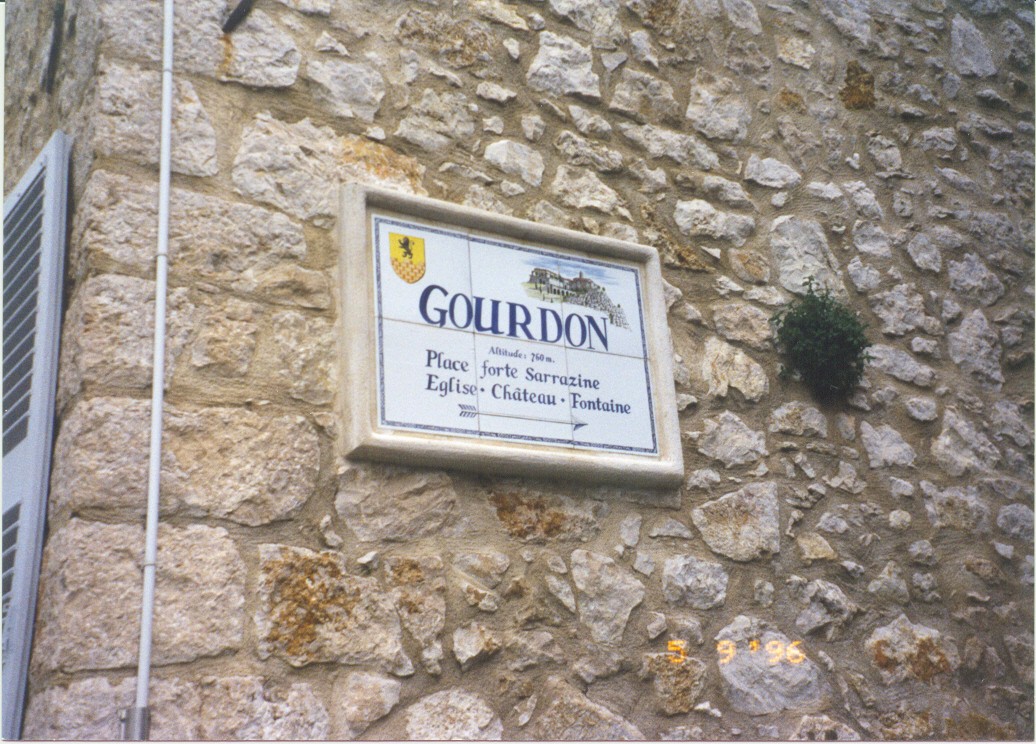 GOURDON
Altitude: 760 m.
Place forte Sarrazine
Eglise · Château · Fontaine
5 9 '96